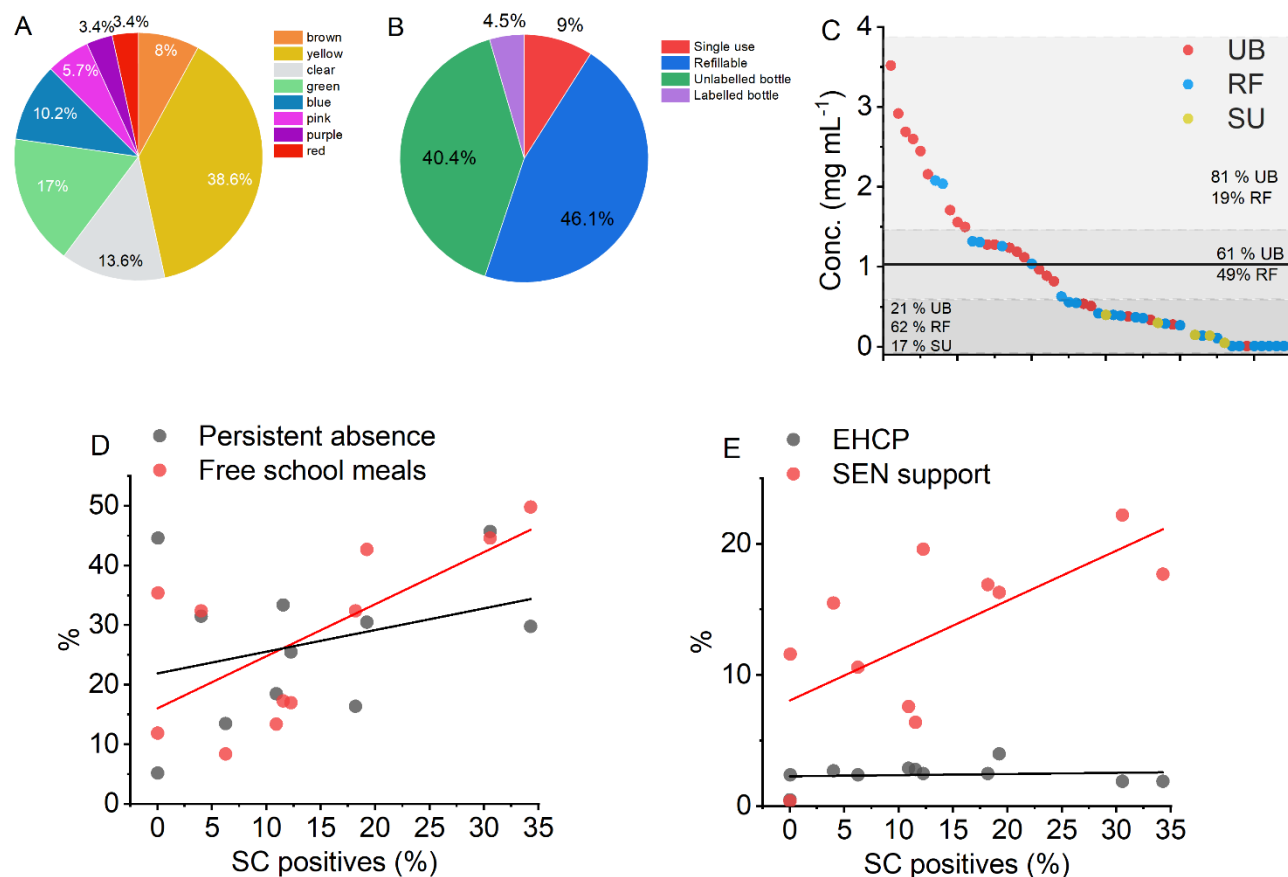 A
3.4%
3.4%
8%
5.7%
10.2%
38.6%
17%
13.6%
brown
yellow
clear
green
blue
pink
purple
red
B
4.5%
9%
40.4%
46.1%
Single use
Refillable
Unlabelled bottle
Labelled bottle
C
Conc. (mg mL⁻¹)
4
3
2
1
0
UB
RF
SU
81 % UB
19% RF
61 % UB
49% RF
21 % UB
62 % RF
17 % SU
D
Persistent absence
Free school meals
%
50
40
30
20
10
0
0 5 10 15 20 25 30 35
SC positives (%)
E
EHCP
SEN support
%
20
10
0
0 5 10 15 20 25 30 35
SC positives (%)